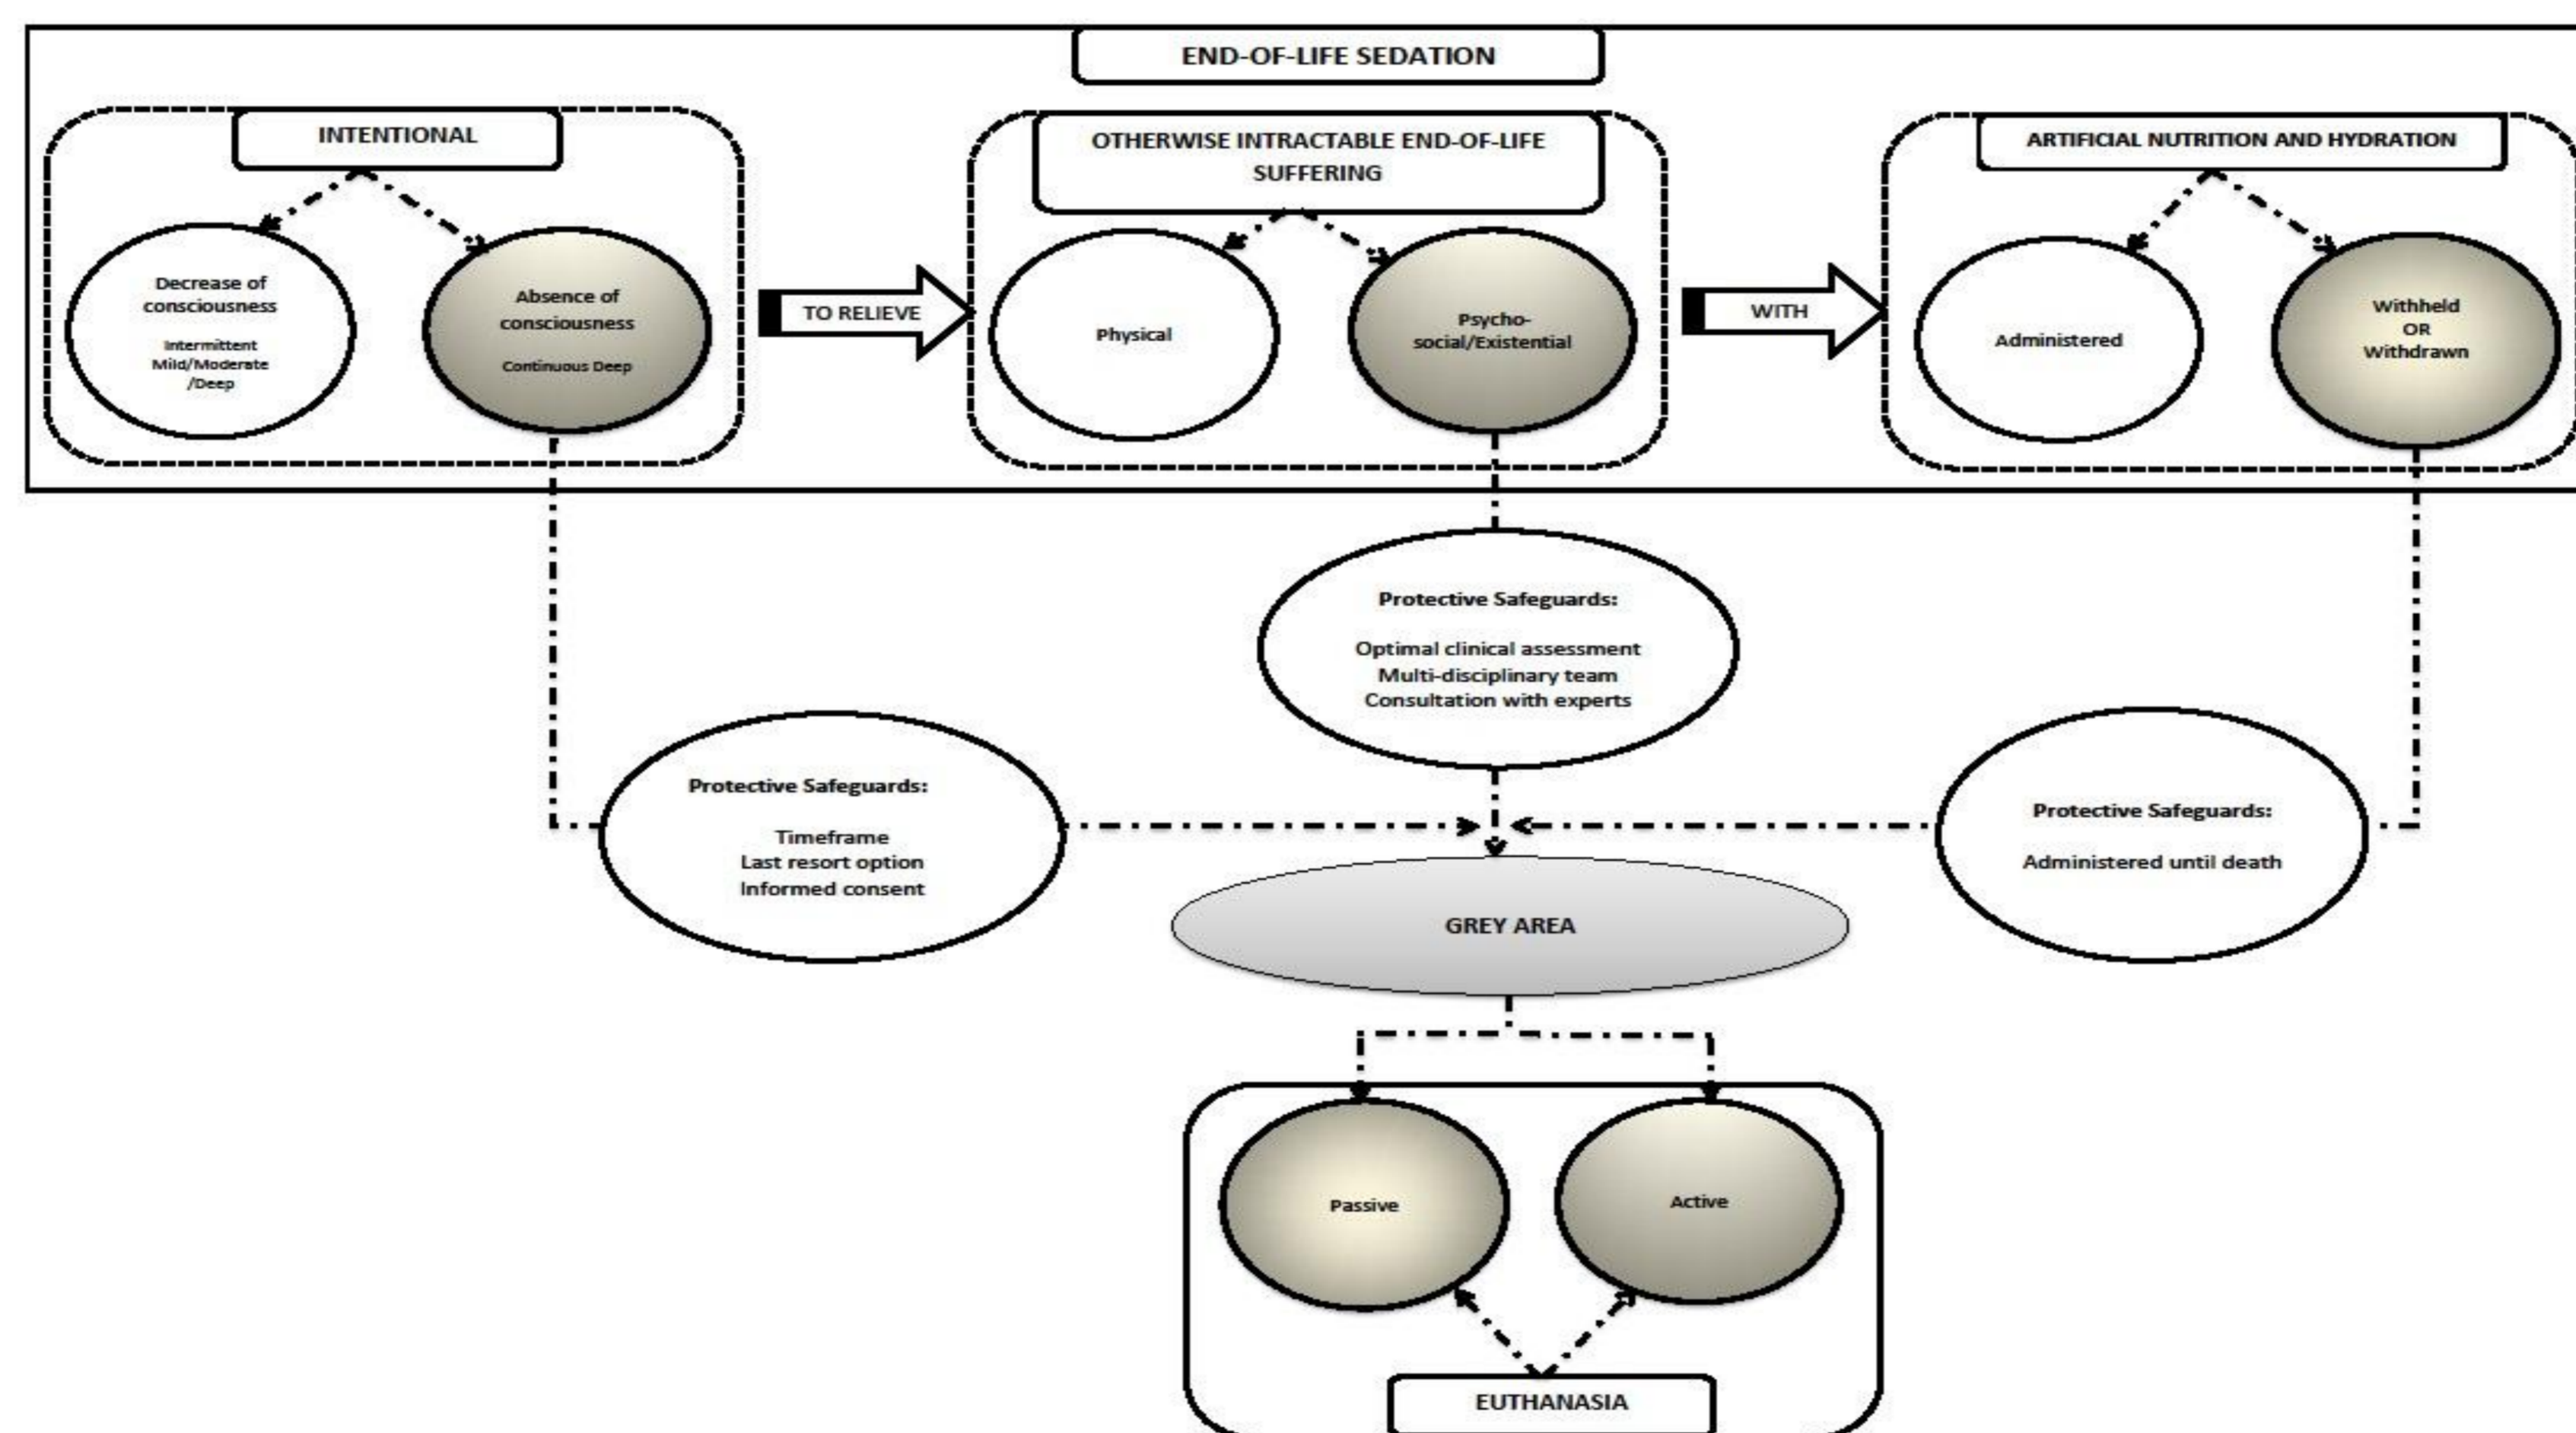 END-OF-LIFE SEDATION
INTENTIONAL
Decrease of
consciousness
Intermittent
Mild/Moderate
/Deep
Absence of
consciousness
Continuous Deep
TO RELIEVE
OTHERWISE INTRACTABLE END-OF-LIFE
SUFFERING
Physical
Psycho-
social/Existential
WITH
ARTIFICIAL NUTRITION AND HYDRATION
Administered
Withheld
OR
Withdrawn
Protective Safeguards:
Optimal clinical assessment
Multi-disciplinary team
Consultation with experts
Protective Safeguards:
Timeframe
Last resort option
Informed consent
Protective Safeguards:
Administered until death
GREY AREA
Passive
Active
EUTHANASIA